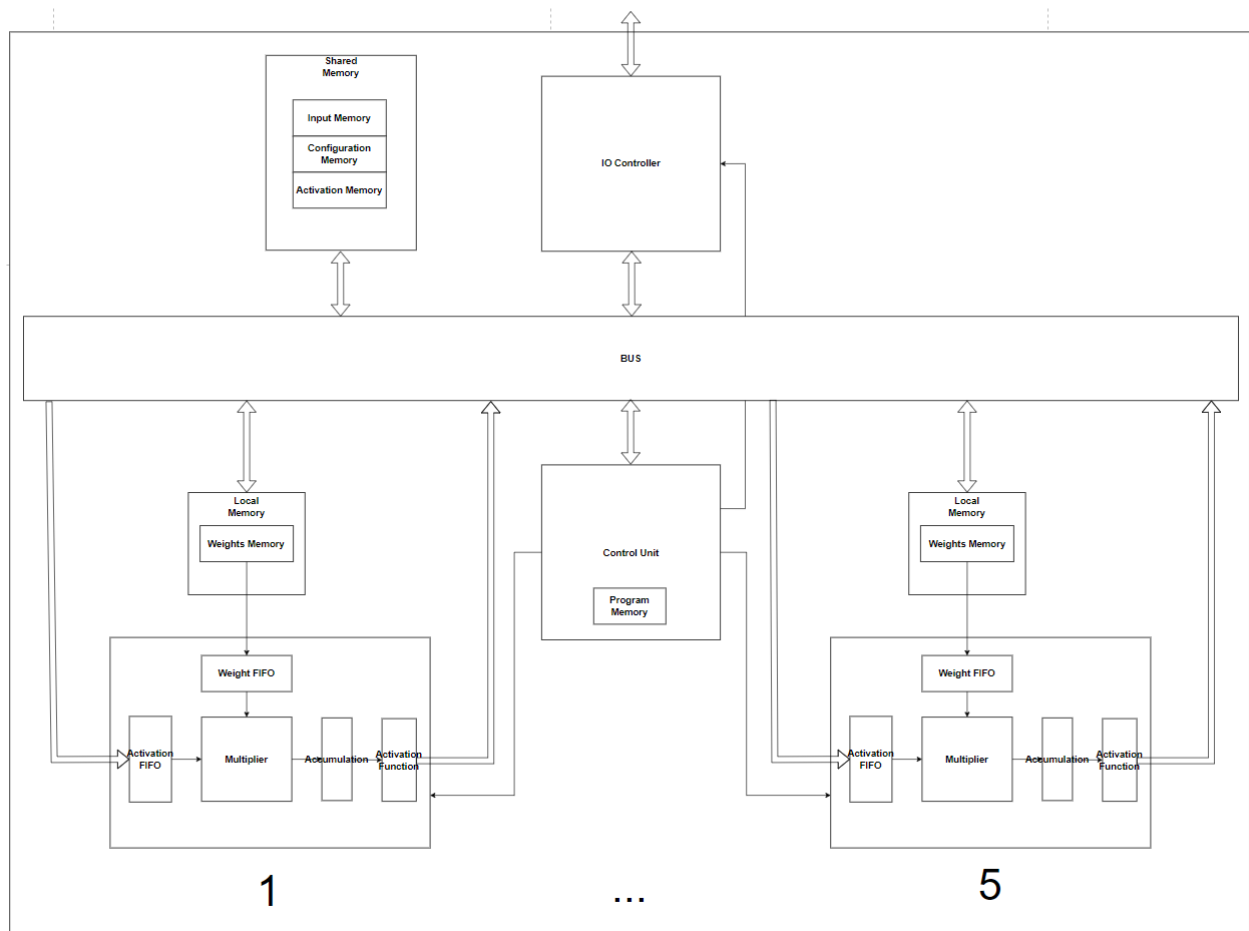 Shared
Memory
Input Memory
Configuration
Memory
Activation Memory
IO Controller
BUS
Local
Memory
Weights Memory
Control Unit
Program
Memory
Local
Memory
Weights Memory
Weight FIFO
Activation
FIFO
Multiplier
Accumulation
Activation
Function
Weight FIFO
Activation
FIFO
Multiplier
Accumulation
Activation
Function
1
...
5